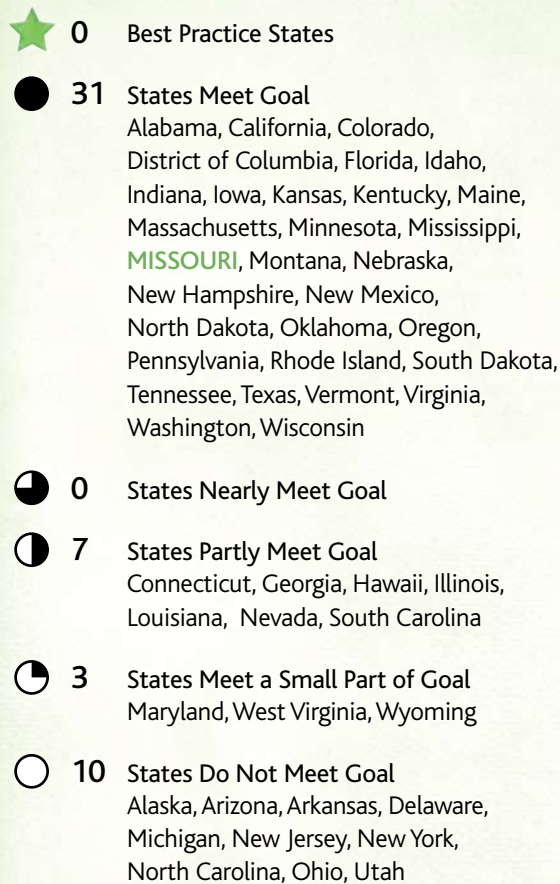 0 Best Practice States
31 States Meet Goal
Alabama, California, Colorado,
District of Columbia, Florida, Idaho,
Indiana, Iowa, Kansas, Kentucky, Maine,
Massachusetts, Minnesota, Mississippi,
MISSOURI, Montana, Nebraska,
New Hampshire, New Mexico,
North Dakota, Oklahoma, Oregon,
Pennsylvania, Rhode Island, South Dakota,
Tennessee, Texas, Vermont, Virginia,
Washington, Wisconsin
0 States Nearly Meet Goal
7 States Partly Meet Goal
Connecticut, Georgia, Hawaii, Illinois,
Louisiana, Nevada, South Carolina
3 States Meet a Small Part of Goal
Maryland, West Virginia, Wyoming
10 States Do Not Meet Goal
Alaska, Arizona, Arkansas, Delaware,
Michigan, New Jersey, New York,
North Carolina, Ohio, Utah